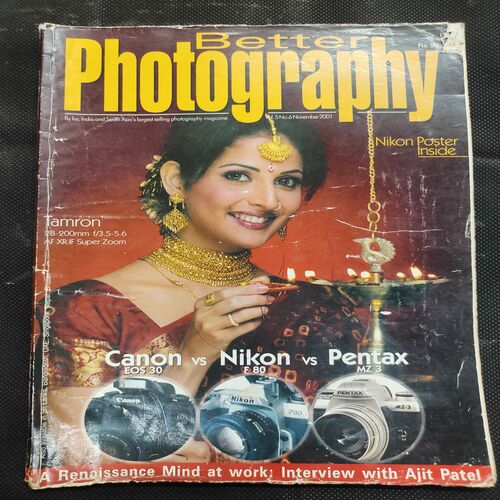 Better
Photography
By far, India and South Asia's largest selling photography magazine
Vol.5 No.6 November 2001
Nikon Poster
Inside
Tamron
28-200mm f/3.5-5.6
AF XR IF Super Zoom
Canon vs Nikon vs Pentax
EOS 30 F 80 MZ 3
Canon
Nikon
F80
PENTAX
MZ-3
A Renaissance Mind at work: Interview with Ajit Patel